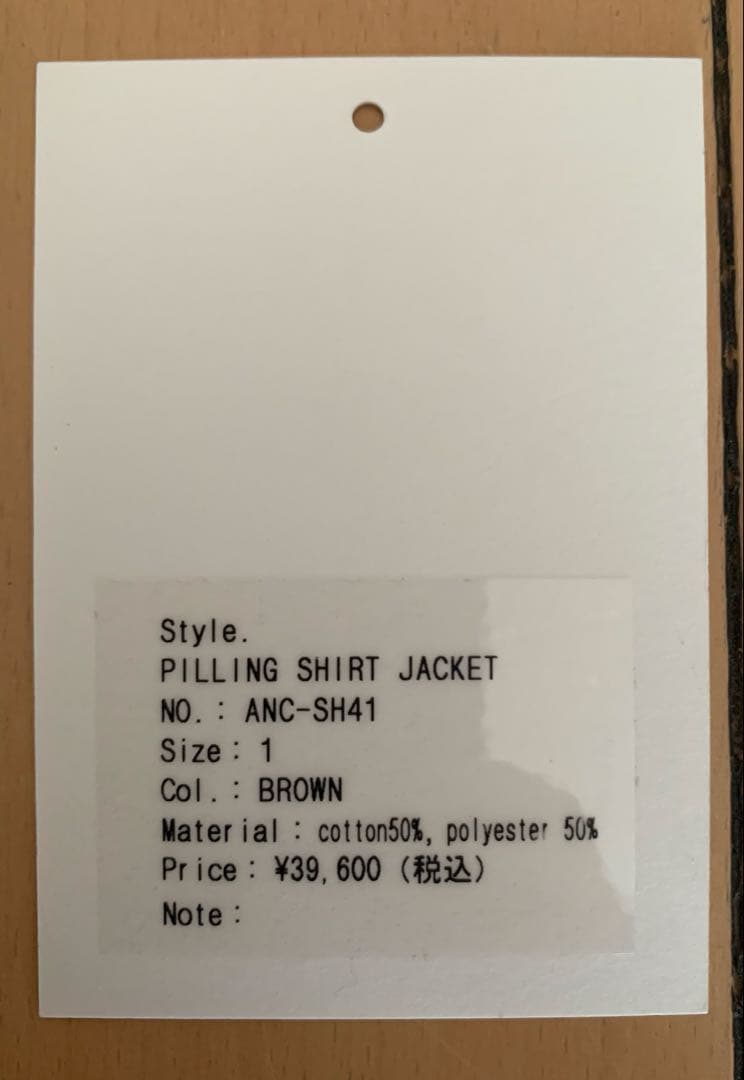 Style.
PILLING SHIRT JACKET
NO.: ANC-SH41
Size: 1
Col.: BROWN
Material: cotton50%, polyester 50%
Price: ¥39,600 (税込)
Note: